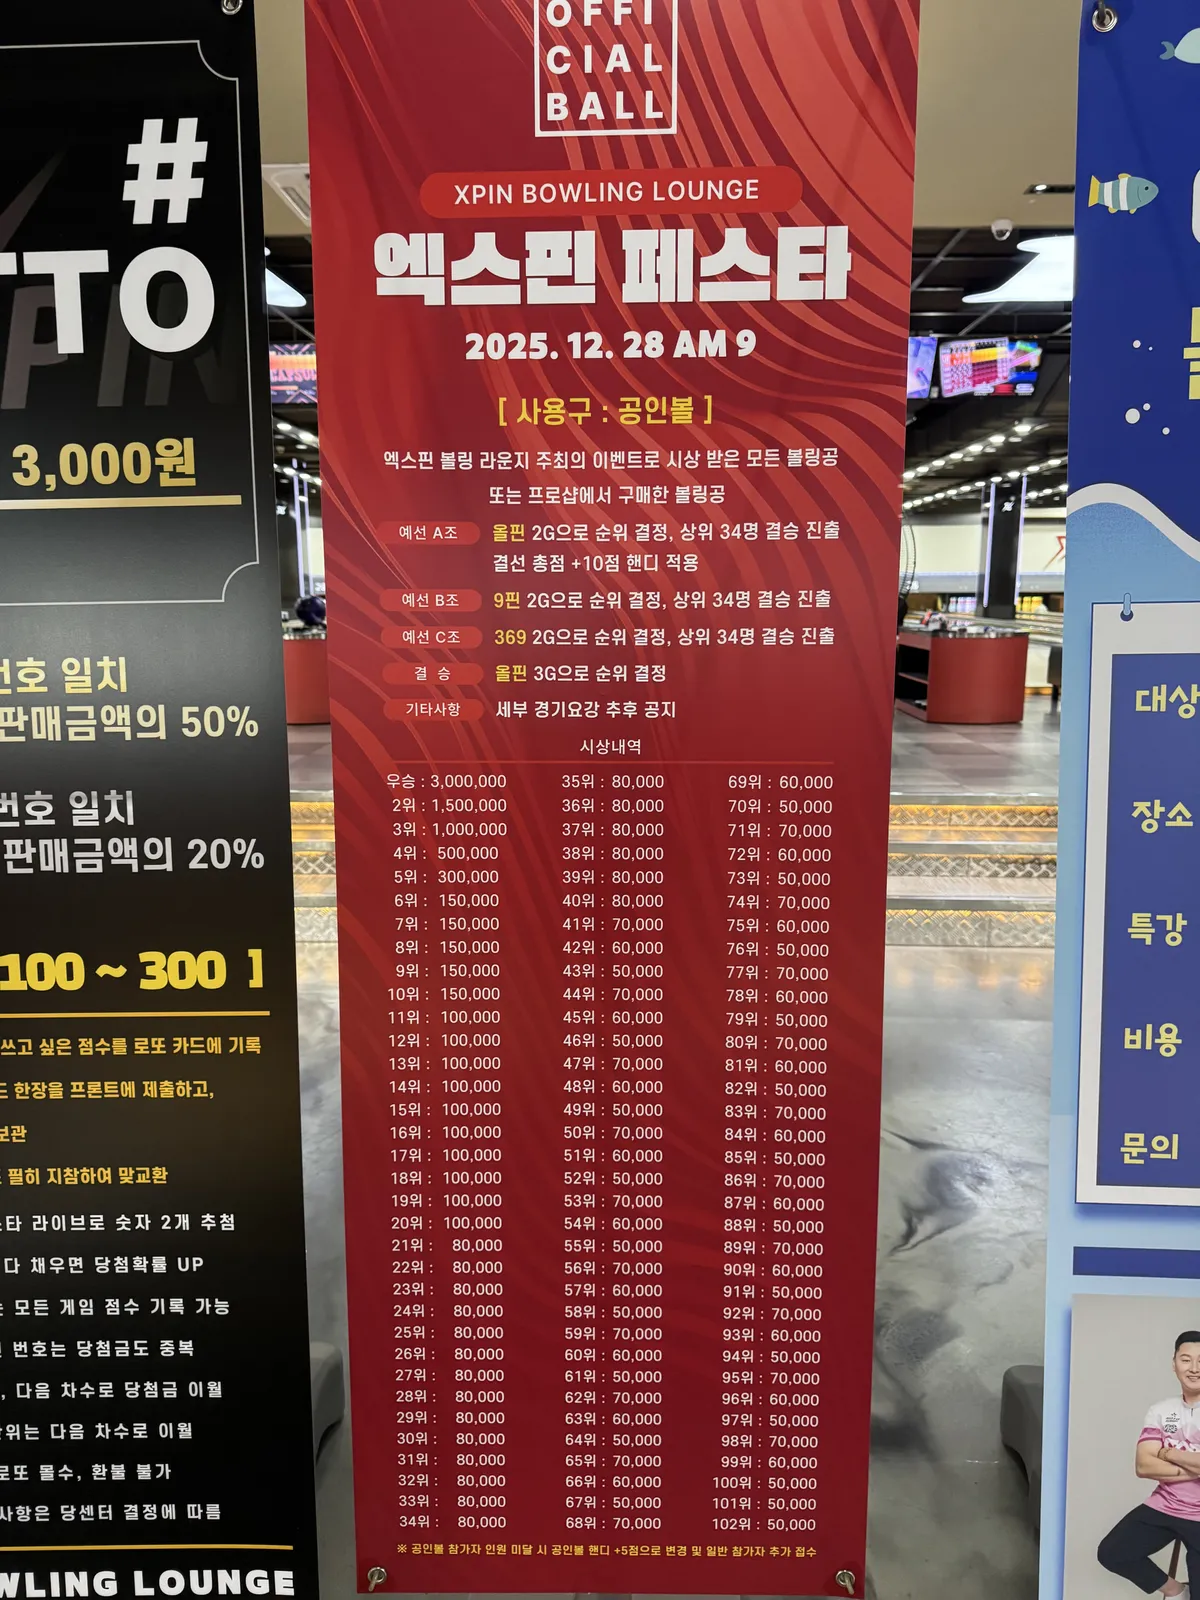 #
TTO
3,000원
번호 일치
판매금액의 50%
번호 일치
판매금액의 20%
100 ~ 300 ]
쓰고 싶은 점수를 로또 카드에 기록
한장을 프론트에 제출하고,
보관
필히 지참하여 맞교환
라이브로 숫자 2개 추첨
다 채우면 당첨확률 UP
모든 게임 점수 기록 가능
번호는 당첨금도 중복
, 다음 차수로 당첨금 이월
다음 차수로 이월
로또 몰수, 환불 불가
사항은 당센터 결정에 따름
WLING LOUNGE
OFFI
CIAL
BALL
XPIN BOWLING LOUNGE
엑스핀 페스타
2025. 12. 28 AM 9
[ 사용구 : 공인볼 ]
엑스핀 볼링 라운지 주최의 이벤트로 시상 받은 모든 볼링공
또는 프로샵에서 구매한 볼링공
예선 A조 올핀 2G으로 순위 결정, 상위 34명 결승 진출
결선 총점 +10점 핸디 적용
예선 B조 9핀 2G으로 순위 결정, 상위 34명 결승 진출
예선 C조 369 2G으로 순위 결정, 상위 34명 결승 진출
결 승 올핀 3G으로 순위 결정
기타사항 세부 경기요강 추후 공지
시상내역
우승 : 3,000,000
2위 : 1,500,000
3위 : 1,000,000
4위 : 500,000
5위 : 300,000
6위 : 150,000
7위 : 150,000
8위 : 150,000
9위 : 150,000
10위 : 150,000
11위 : 100,000
12위 : 100,000
13위 : 100,000
14위 : 100,000
15위 : 100,000
16위 : 100,000
17위 : 100,000
18위 : 100,000
19위 : 100,000
20위 : 100,000
21위 : 80,000
22위 : 80,000
23위 : 80,000
24위 : 80,000
25위 : 80,000
26위 : 80,000
27위 : 80,000
28위 : 80,000
29위 : 80,000
30위 : 80,000
31위 : 80,000
32위 : 80,000
33위 : 80,000
34위 : 80,000
35위 : 80,000
36위 : 80,000
37위 : 80,000
38위 : 80,000
39위 : 80,000
40위 : 80,000
41위 : 70,000
42위 : 60,000
43위 : 50,000
44위 : 70,000
45위 : 60,000
46위 : 50,000
47위 : 70,000
48위 : 60,000
49위 : 50,000
50위 : 70,000
51위 : 60,000
52위 : 50,000
53위 : 70,000
54위 : 60,000
55위 : 50,000
56위 : 70,000
57위 : 60,000
58위 : 50,000
59위 : 70,000
60위 : 60,000
61위 : 50,000
62위 : 70,000
63위 : 60,000
64위 : 50,000
65위 : 70,000
66위 : 60,000
67위 : 50,000
68위 : 70,000
69위 : 60,000
70위 : 50,000
71위 : 70,000
72위 : 60,000
73위 : 50,000
74위 : 70,000
75위 : 60,000
76위 : 50,000
77위 : 70,000
78위 : 60,000
79위 : 50,000
80위 : 70,000
81위 : 60,000
82위 : 50,000
83위 : 70,000
84위 : 60,000
85위 : 50,000
86위 : 70,000
87위 : 60,000
88위 : 50,000
89위 : 70,000
90위 : 60,000
91위 : 50,000
92위 : 70,000
93위 : 60,000
94위 : 50,000
95위 : 70,000
96위 : 60,000
97위 : 50,000
98위 : 70,000
99위 : 60,000
100위 : 50,000
101위 : 50,000
102위 : 50,000
※ 공인볼 참가자 인원 미달 시 공인볼 핸디 +5점으로 변경 및 일반 참가자 추가 접수
대상
장소
특강
비용
문의